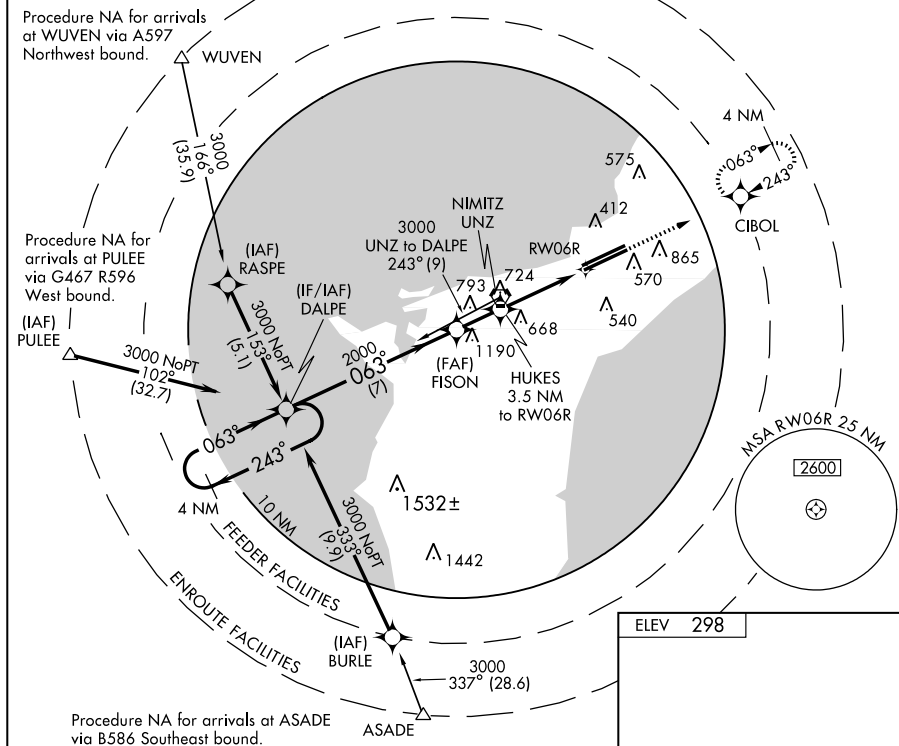 Procedure NA for arrivals
at WUVEN via A597
Northwest bound.
WUVEN
3000
166°
(35.9)
4 NM
063°
243°
CIBOL
575
412
NIMITZ
UNZ
3000
UNZ to DALPE
243° (9)
RW06R
865
570
540
724
793
668
1190
Procedure NA for
arrivals at PULEE
via G467 R596
West bound.
(IAF)
RASPE
(IF/IAF)
DALPE
(IAF)
PULEE
3000 NoPT
153°
(5.1)
3000 NoPT
102°
(32.7)
2000
063°
(7)
(FAF)
FISON
HUKES
3.5 NM
to RW06R
063°
243°
4 NM
MSA RW06R 25 NM
2600
1532±
1442
3000 NoPT
333°
(9.9)
10 NM
FEEDER FACILITIES
ENROUTE FACILITIES
(IAF)
BURLE
3000
337° (28.6)
ASADE
ELEV 298
Procedure NA for arrivals at ASADE
via B586 Southeast bound.